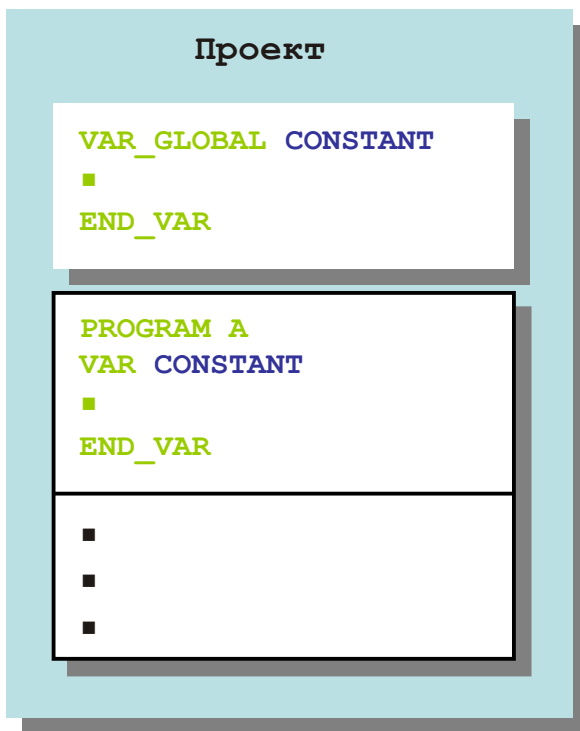 Проект
VAR_GLOBAL CONSTANT
▪
END_VAR
PROGRAM A
VAR CONSTANT
▪
END_VAR
▪
▪
▪